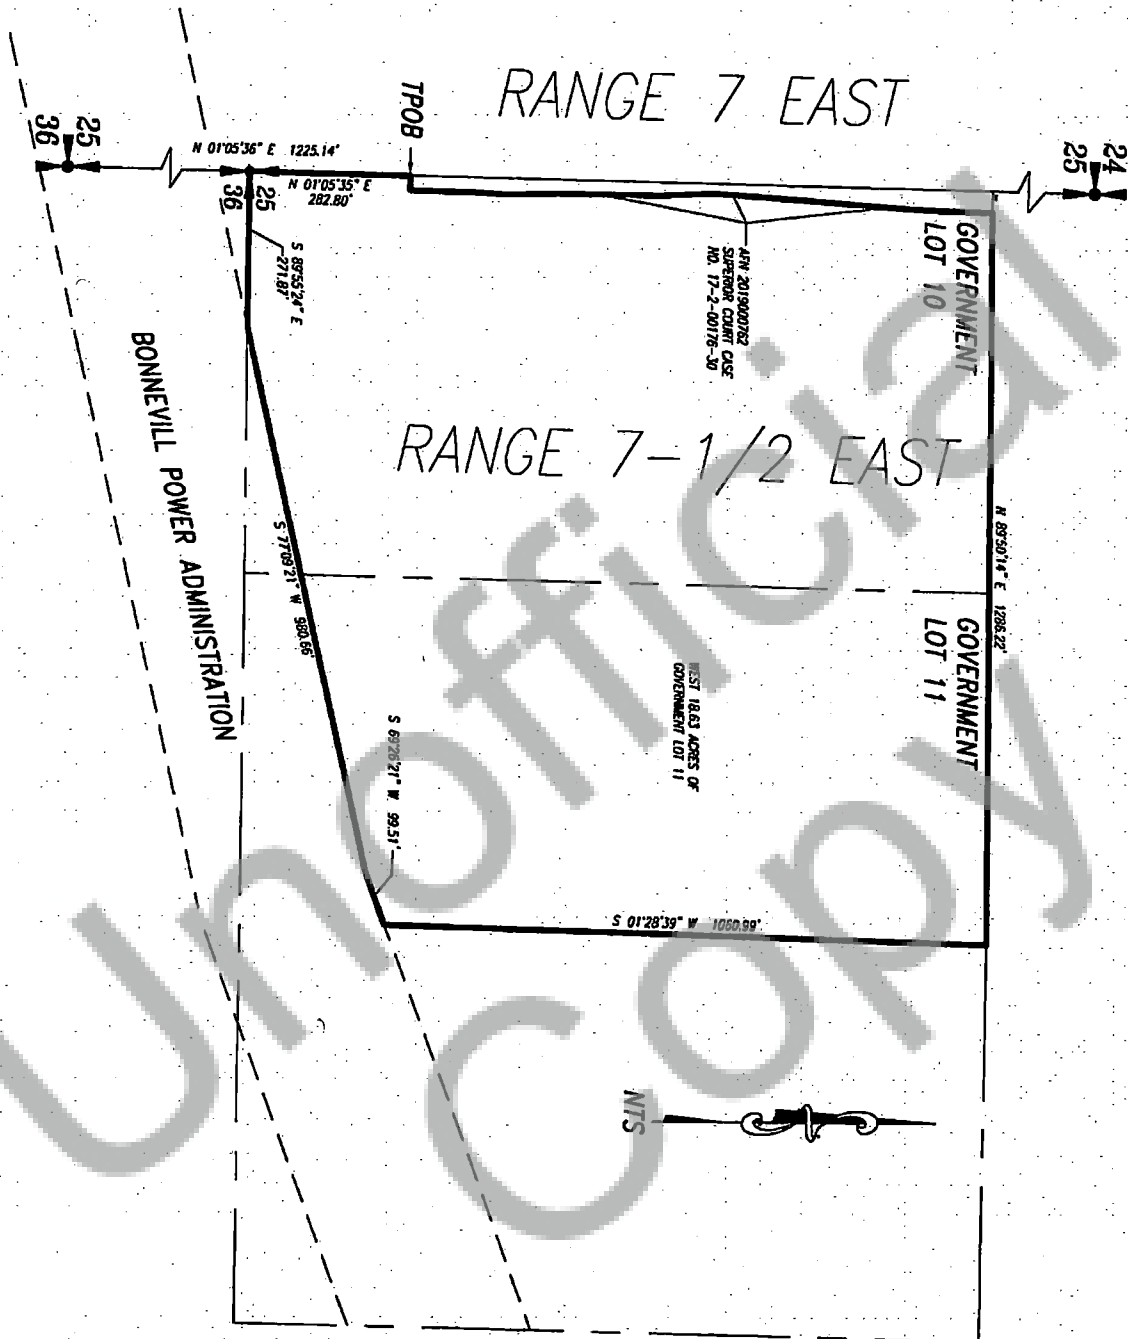 RANGE 7 EAST
24
25
TPOB
25
36
N 01°05'36" E 1225.14'
N 01°05'35" E
282.80'
25
36
GOVERNMENT
LOT 10
S 89°55'24" E
271.87'
AFN 2019000762
SUPERIOR COURT CASE
NO. 17-2-00176-30
BONNEVILL POWER ADMINISTRATION
RANGE 7-1/2 EAST
N 89°50'14" E 1286.22'
S 77°09'21" W 980.66'
GOVERNMENT
LOT 11
WEST 18.63 ACRES OF
GOVERNMENT LOT 11
S 69°26'21" W 99.51'
S 01°28'39" W 1060.99'
NTS
Unofficial
Copy